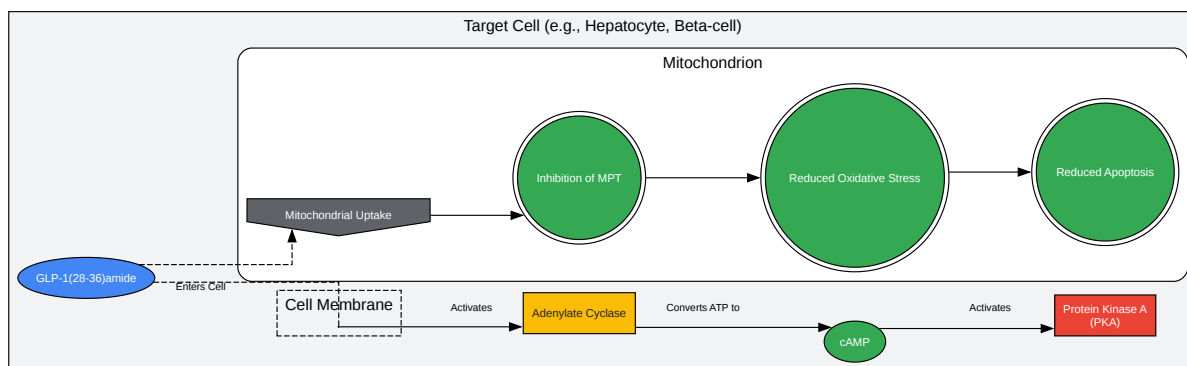 Target Cell (e.g., Hepatocyte, Beta-cell)
Mitochondrion
Inhibition of MPT
Reduced Oxidative Stress
Reduced Apoptosis
Mitochondrial Uptake
GLP-1(28-36)amide
Enters Cell
Cell Membrane
Activates
Adenylate Cyclase
Converts ATP to
cAMP
Activates
Protein Kinase A
(PKA)